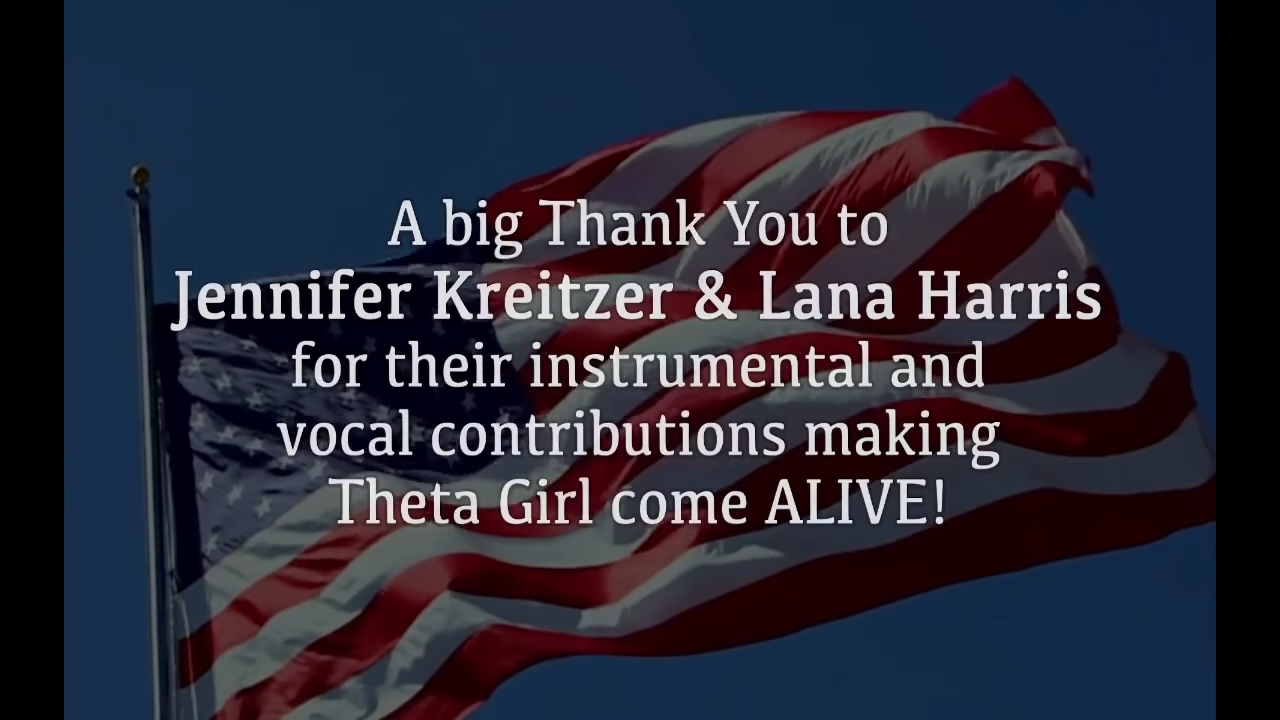 A big Thank You to
Jennifer Kreitzer & Lana Harris
for their instrumental and
vocal contributions making
Theta Girl come ALIVE!